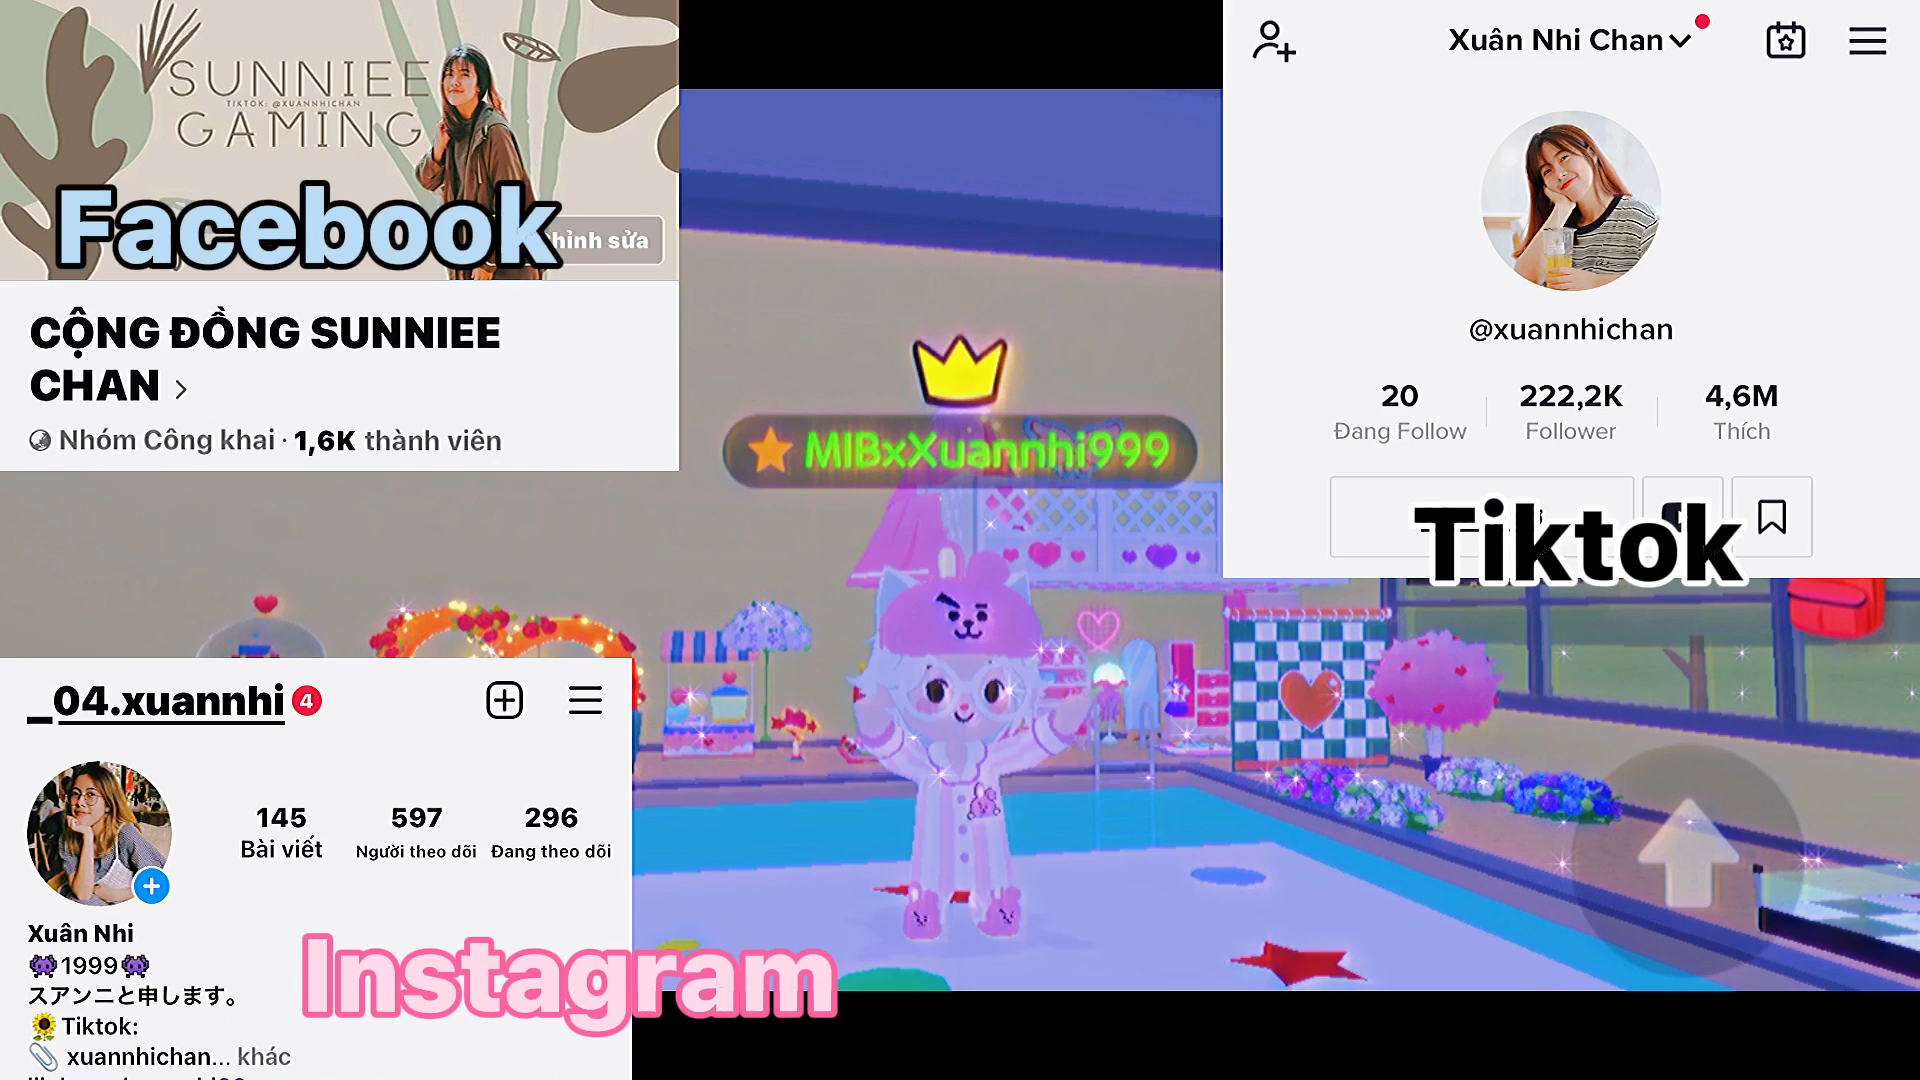 SUNNIEE
TIKTOK: @XUANNHICHAN
GAMING
Facebook
hỉnh sửa
CỘNG ĐỒNG SUNNIEE
CHAN >
Nhóm Công khai · 1,6K thành viên
Xuân Nhi Chan
@xuannhichan
20
222,2K
4,6M
Đang Follow
Follower
Thích
Tiktok
MIBxXuannhi999
_04.xuannhi 4
145
597
296
Bài viết
Người theo dõi
Đang theo dõi
Xuân Nhi
👾1999👾
スアンニと申します。
🌻Tiktok:
📎 xuannhichan... khác
Instagram